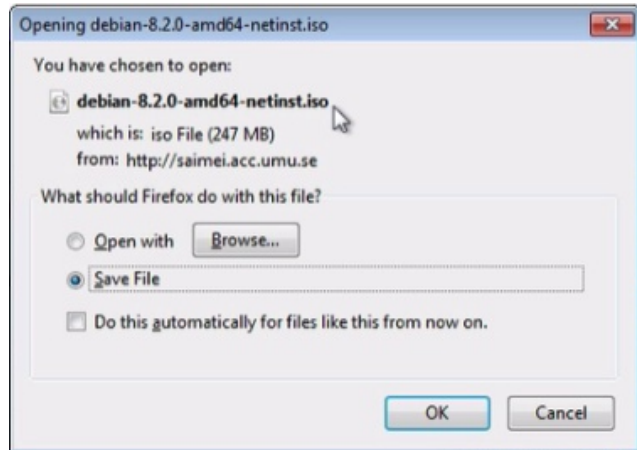 Opening debian-8.2.0-amd64-netinst.iso
You have chosen to open:
debian-8.2.0-amd64-netinst.iso
which is: iso File (247 MB)
from: http://saimei.acc.umu.se
What should Firefox do with this file?
Open with Browse...
Save File
Do this automatically for files like this from now on.
OK Cancel